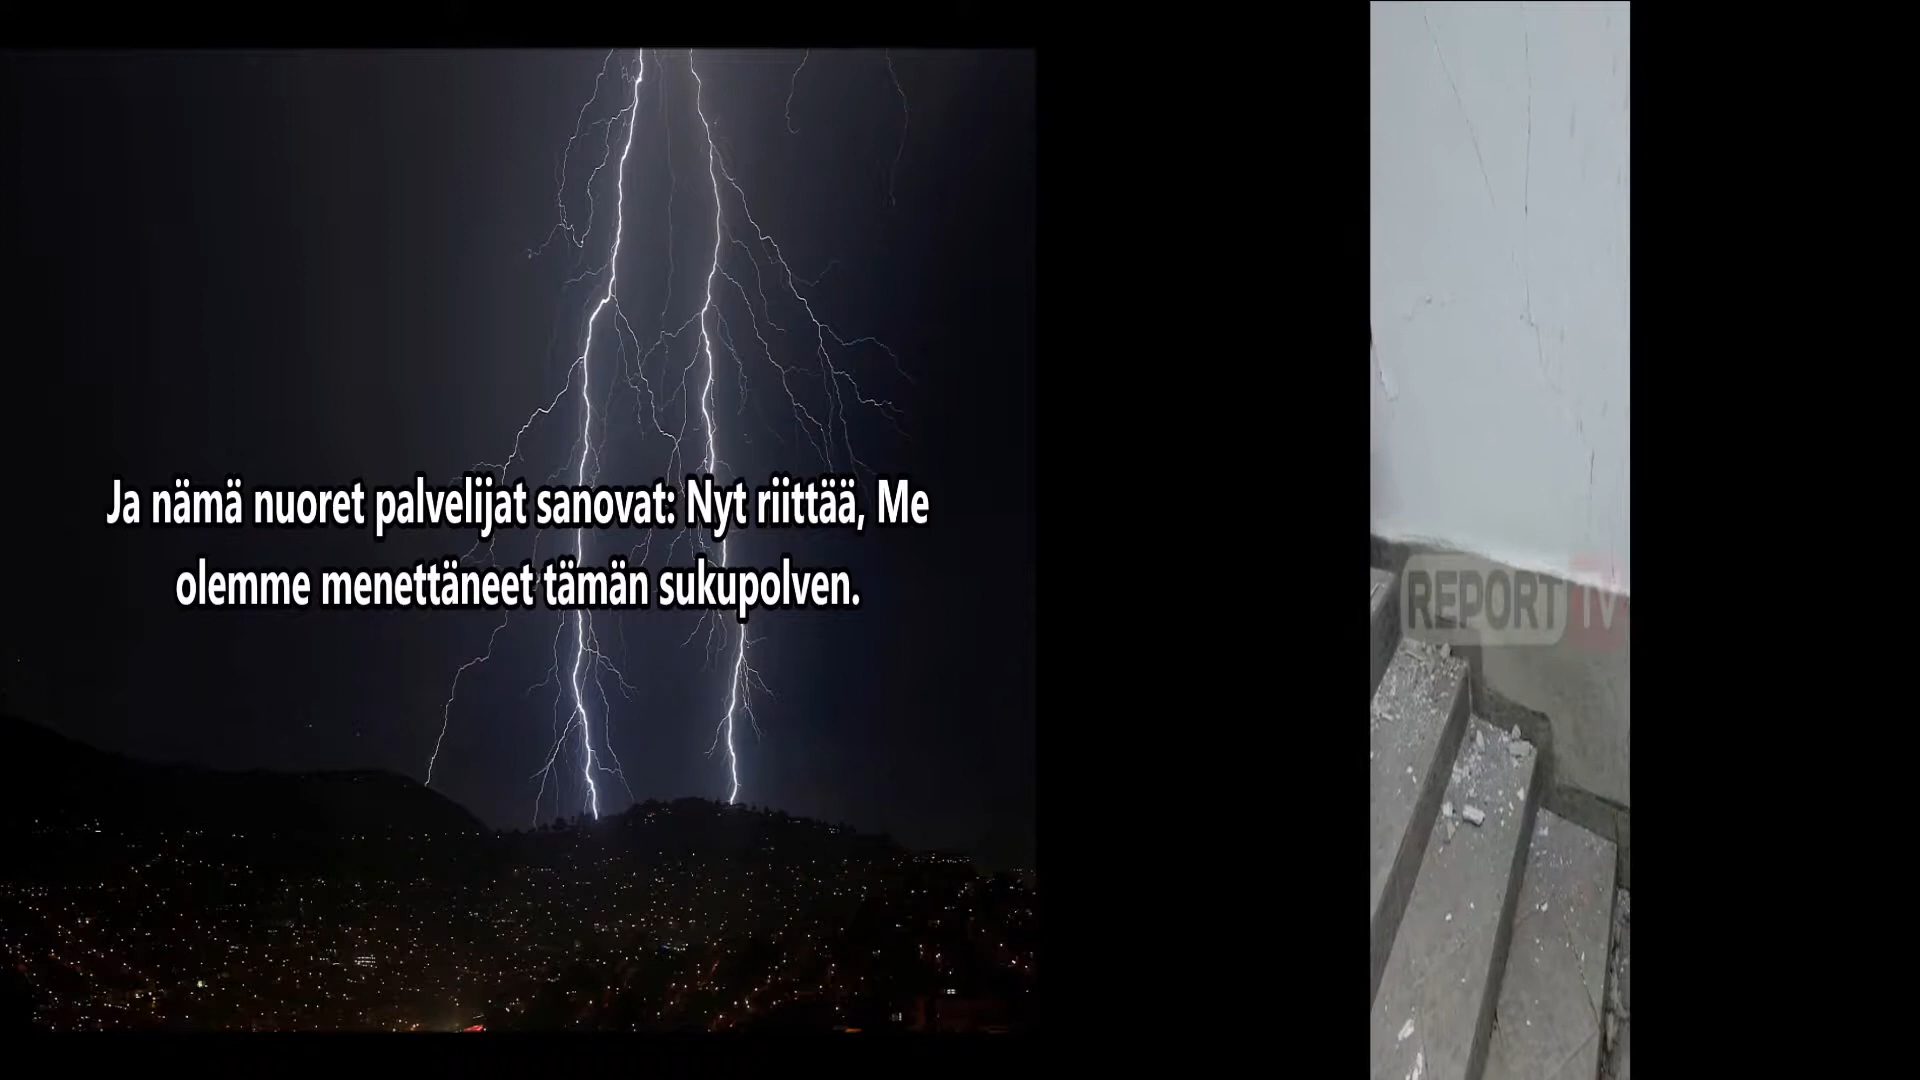 Ja nämä nuoret palvelijat sanovat: Nyt riittää, Me
olemme menettäneet tämän sukupolven.
REPORT TV